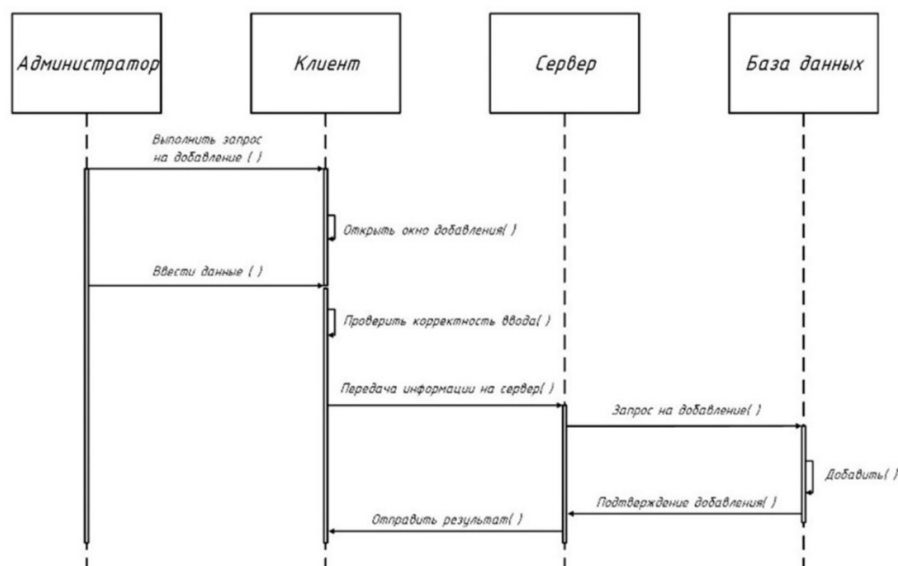 Администратор
Клиент
Сервер
База данных
Выполнить запрос
на добавление ( )
Открыть окно добавления( )
Ввести данные ( )
Проверить корректность ввода( )
Передача информации на сервер( )
Запрос на добавление( )
Добавить( )
Подтверждение добавления( )
Отправить результат( )